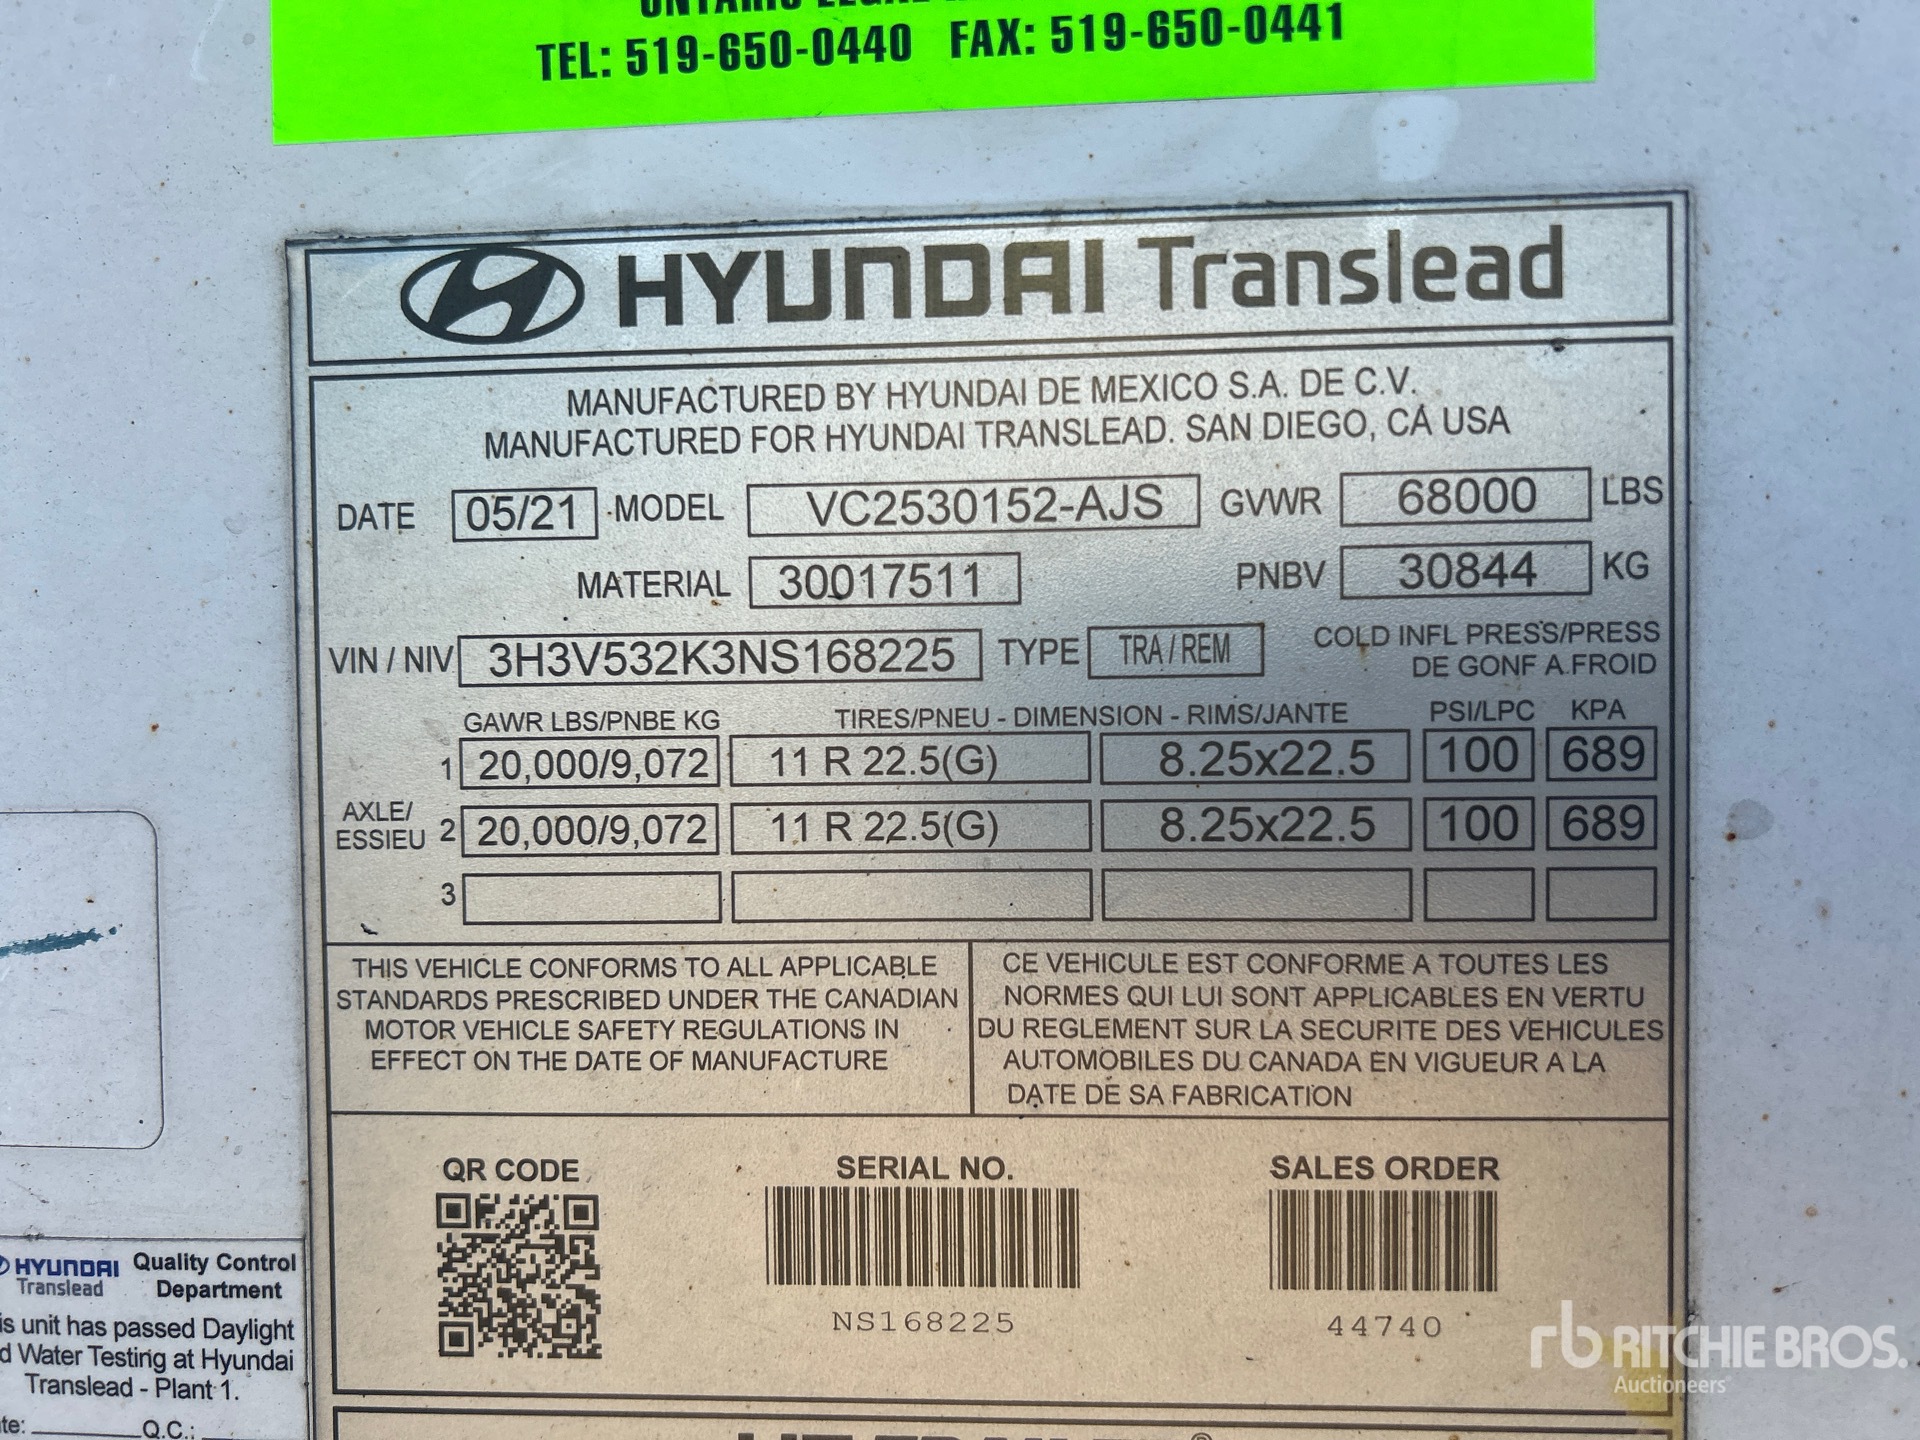 ONTARIO LEGAL
TEL: 519-650-0440 FAX: 519-650-0441
HYUNDAI Translead
MANUFACTURED BY HYUNDAI DE MEXICO S.A. DE C.V.
MANUFACTURED FOR HYUNDAI TRANSLEAD. SAN DIEGO, CA USA
DATE 05/21 MODEL VC2530152-AJS GVWR 68000 LBS
MATERIAL 30017511 PNBV 30844 KG
VIN / NIV 3H3V532K3NS168225 TYPE TRA / REM COLD INFL PRESS/PRESS
DE GONF A FROID
GAWR LBS/PNBE KG TIRES/PNEU - DIMENSION - RIMS/JANTE PSI/LPC KPA
1 20,000/9,072 11 R 22.5(G) 8.25x22.5 100 689
AXLE/
ESSIEU 2 20,000/9,072 11 R 22.5(G) 8.25x22.5 100 689
3
THIS VEHICLE CONFORMS TO ALL APPLICABLE
STANDARDS PRESCRIBED UNDER THE CANADIAN
MOTOR VEHICLE SAFETY REGULATIONS IN
EFFECT ON THE DATE OF MANUFACTURE
CE VEHICULE EST CONFORME A TOUTES LES
NORMES QUI LUI SONT APPLICABLES EN VERTU
DU REGLEMENT SUR LA SECURITE DES VEHICULES
AUTOMOBILES DU CANADA EN VIGUEUR A LA
DATE DE SA FABRICATION
QR CODE SERIAL NO. SALES ORDER
NS168225 44740
HYUNDAI Quality Control
Translead Department
is unit has passed Daylight
d Water Testing at Hyundai
Translead - Plant 1.
te: Q.C.:
rb RITCHIE BROS.
Auctioneers